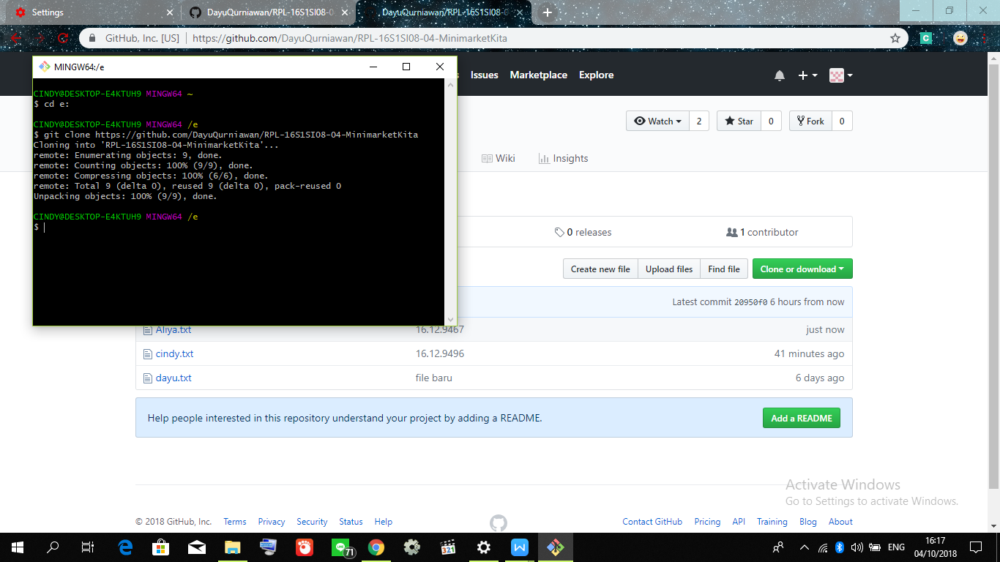 Settings
DayuQurniawan/RPL-16S1SI08-0
DayuQurniawan/RPL-16S1SI08-0
GitHub, Inc. [US] | https://github.com/DayuQurniawan/RPL-16S1SI08-04-MinimarketKita
MINGW64:/e
Issues Marketplace Explore
CINDY@DESKTOP-E4KTUH9 MINGW64 ~
$ cd e:
CINDY@DESKTOP-E4KTUH9 MINGW64 /e
$ git clone https://github.com/DayuQurniawan/RPL-16S1SI08-04-MinimarketKita
Cloning into 'RPL-16S1SI08-04-MinimarketKita'...
remote: Enumerating objects: 9, done.
remote: Counting objects: 100% (9/9), done.
remote: Compressing objects: 100% (6/6), done.
remote: Total 9 (delta 0), reused 9 (delta 0), pack-reused 0
Unpacking objects: 100% (9/9), done.
CINDY@DESKTOP-E4KTUH9 MINGW64 /e
$
Watch 2 Star 0 Fork 0
Wiki Insights
0 releases 1 contributor
Create new file Upload files Find file Clone or download
Latest commit 20950f0 6 hours from now
Aliya.txt 16.12.9467 just now
cindy.txt 16.12.9496 41 minutes ago
dayu.txt file baru 6 days ago
Help people interested in this repository understand your project by adding a README. Add a README
Activate Windows
Go to Settings to activate Windows.
© 2018 GitHub, Inc. Terms Privacy Security Status Help Contact GitHub Pricing API Training Blog About
71
321
W
ENG
16:17
04/10/2018